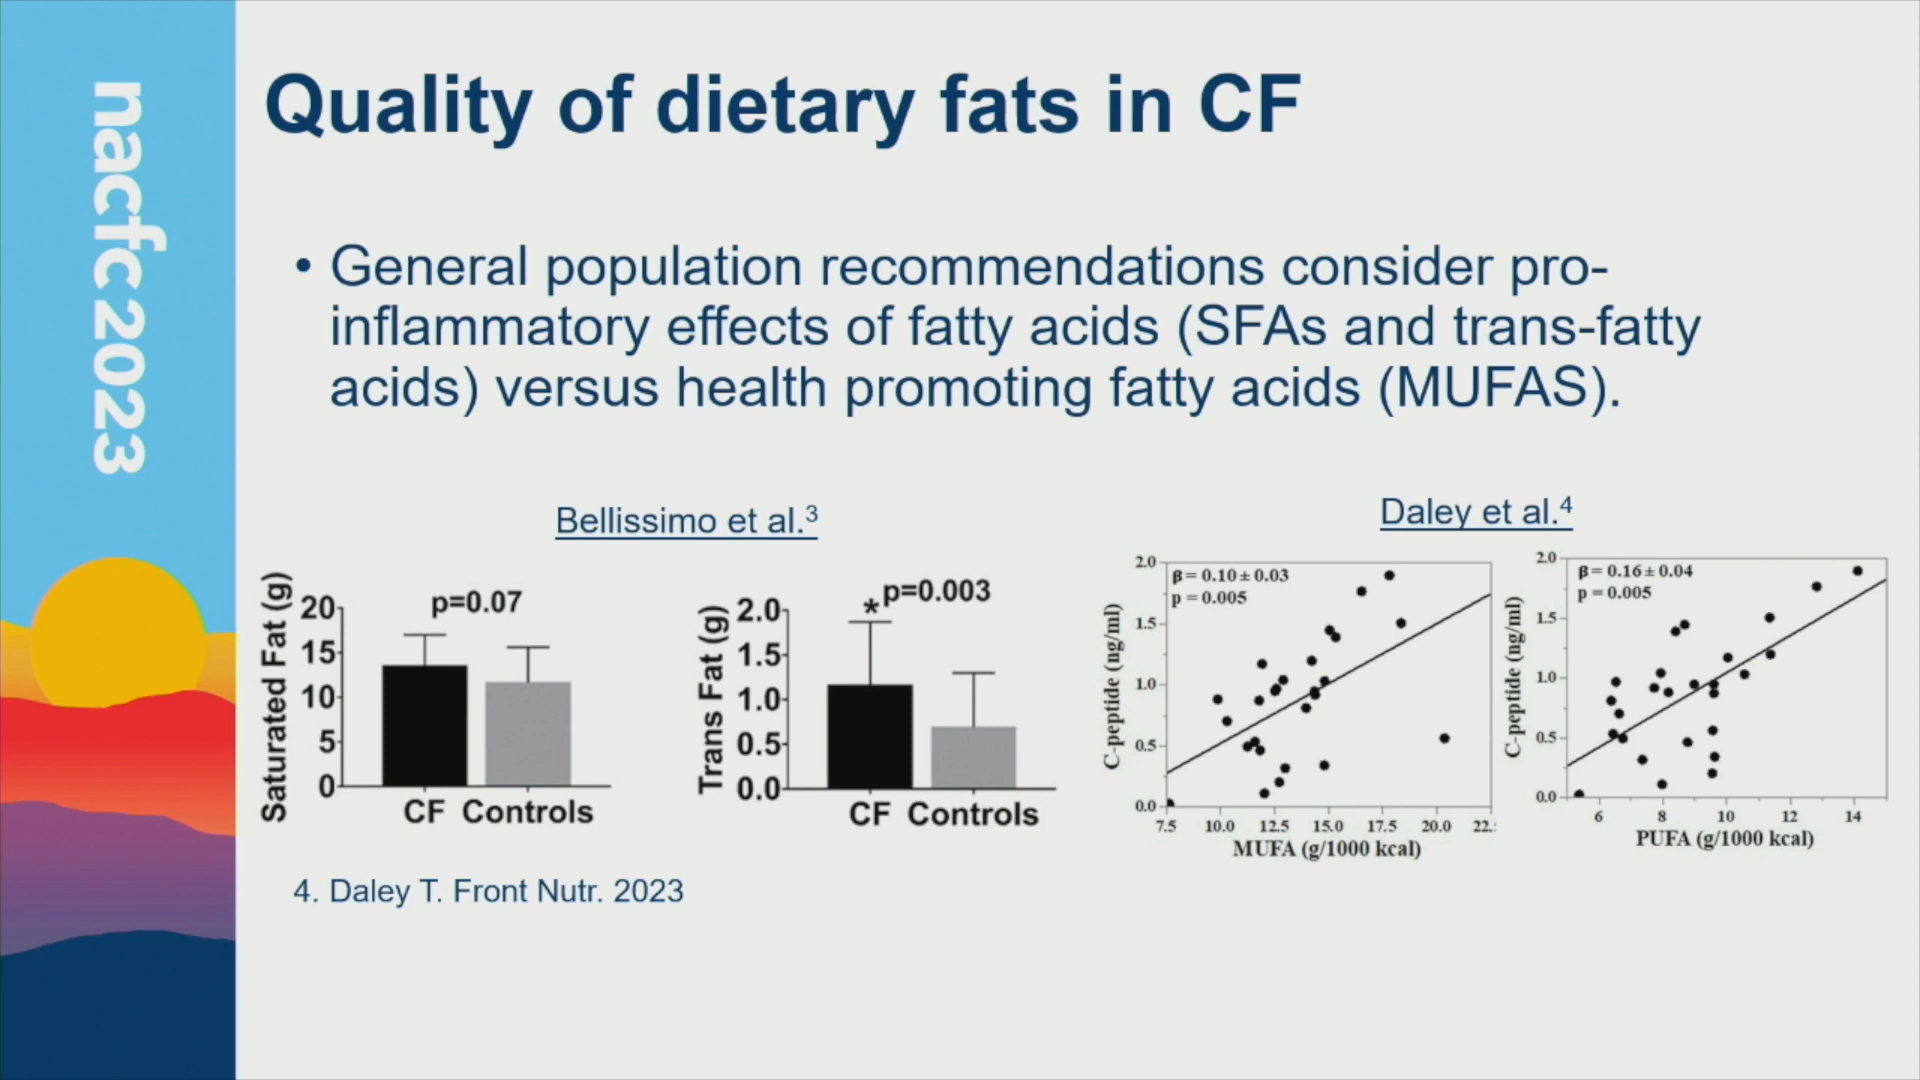 nacfc 2023
Quality of dietary fats in CF
• General population recommendations consider pro-
inflammatory effects of fatty acids (SFAs and trans-fatty
acids) versus health promoting fatty acids (MUFAS).
Bellissimo et al.3
Saturated Fat (g)
20
15
10
5
0
p=0.07
CF Controls
Trans Fat (g)
2.0
1.5
1.0
0.5
0.0
* p=0.003
CF Controls
Daley et al.4
C-peptide (ng/ml)
2.0
1.5
1.0
0.5
0.0
β = 0.10 ± 0.03
p = 0.005
7.5 10.0 12.5 15.0 17.5 20.0 22.
MUFA (g/1000 kcal)
C-peptide (ng/ml)
2.0
1.5
1.0
0.5
0.0
β = 0.16 ± 0.04
p = 0.005
6 8 10 12 14
PUFA (g/1000 kcal)
4. Daley T. Front Nutr. 2023